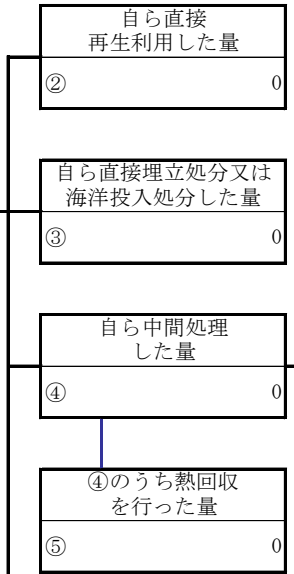 自ら直接
再生利用した量
② 0
自ら直接埋立処分又は
海洋投入処分した量
③ 0
自ら中間処理
した量
④ 0
④のうち熱回収
を行った量
⑤ 0